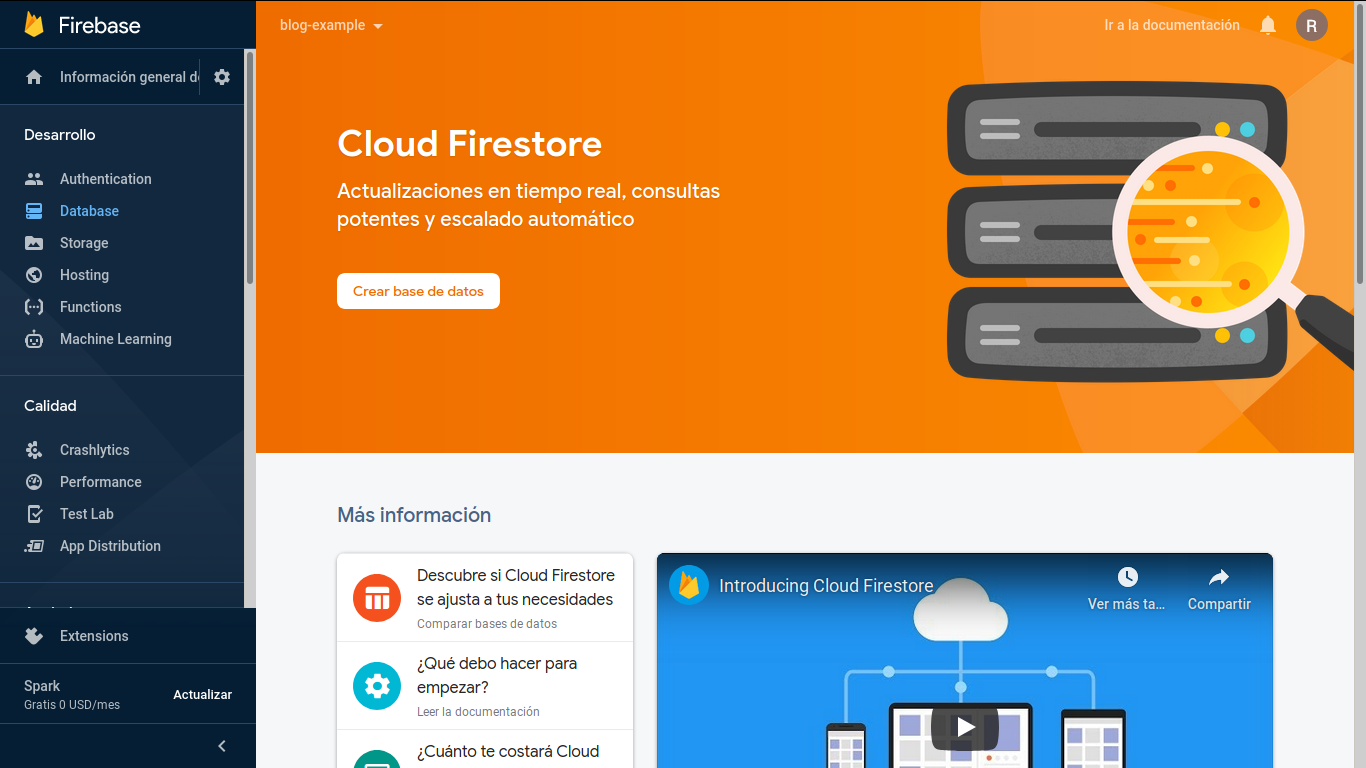 Firebase
Información general de
Desarrollo
Authentication
Database
Storage
Hosting
Functions
Machine Learning
Calidad
Crashlytics
Performance
Test Lab
App Distribution
Extensions
Spark
Gratis 0 USD/mes
Actualizar
blog-example
Ir a la documentación
R
Cloud Firestore
Actualizaciones en tiempo real, consultas
potentes y escalado automático
Crear base de datos
Más información
Descubre si Cloud Firestore
se ajusta a tus necesidades
Comparar bases de datos
¿Qué debo hacer para
empezar?
Leer la documentación
¿Cuánto te costará Cloud
Introducing Cloud Firestore
Ver más ta...
Compartir